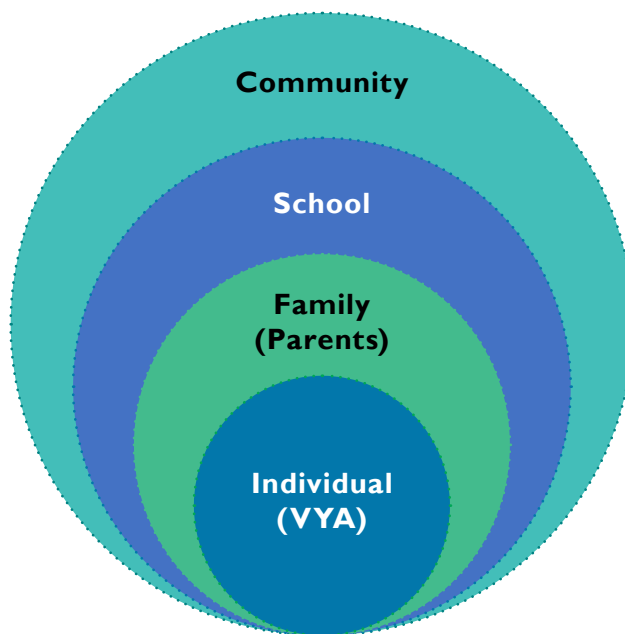 Community
School
Family
(Parents)
Individual
(VYA)